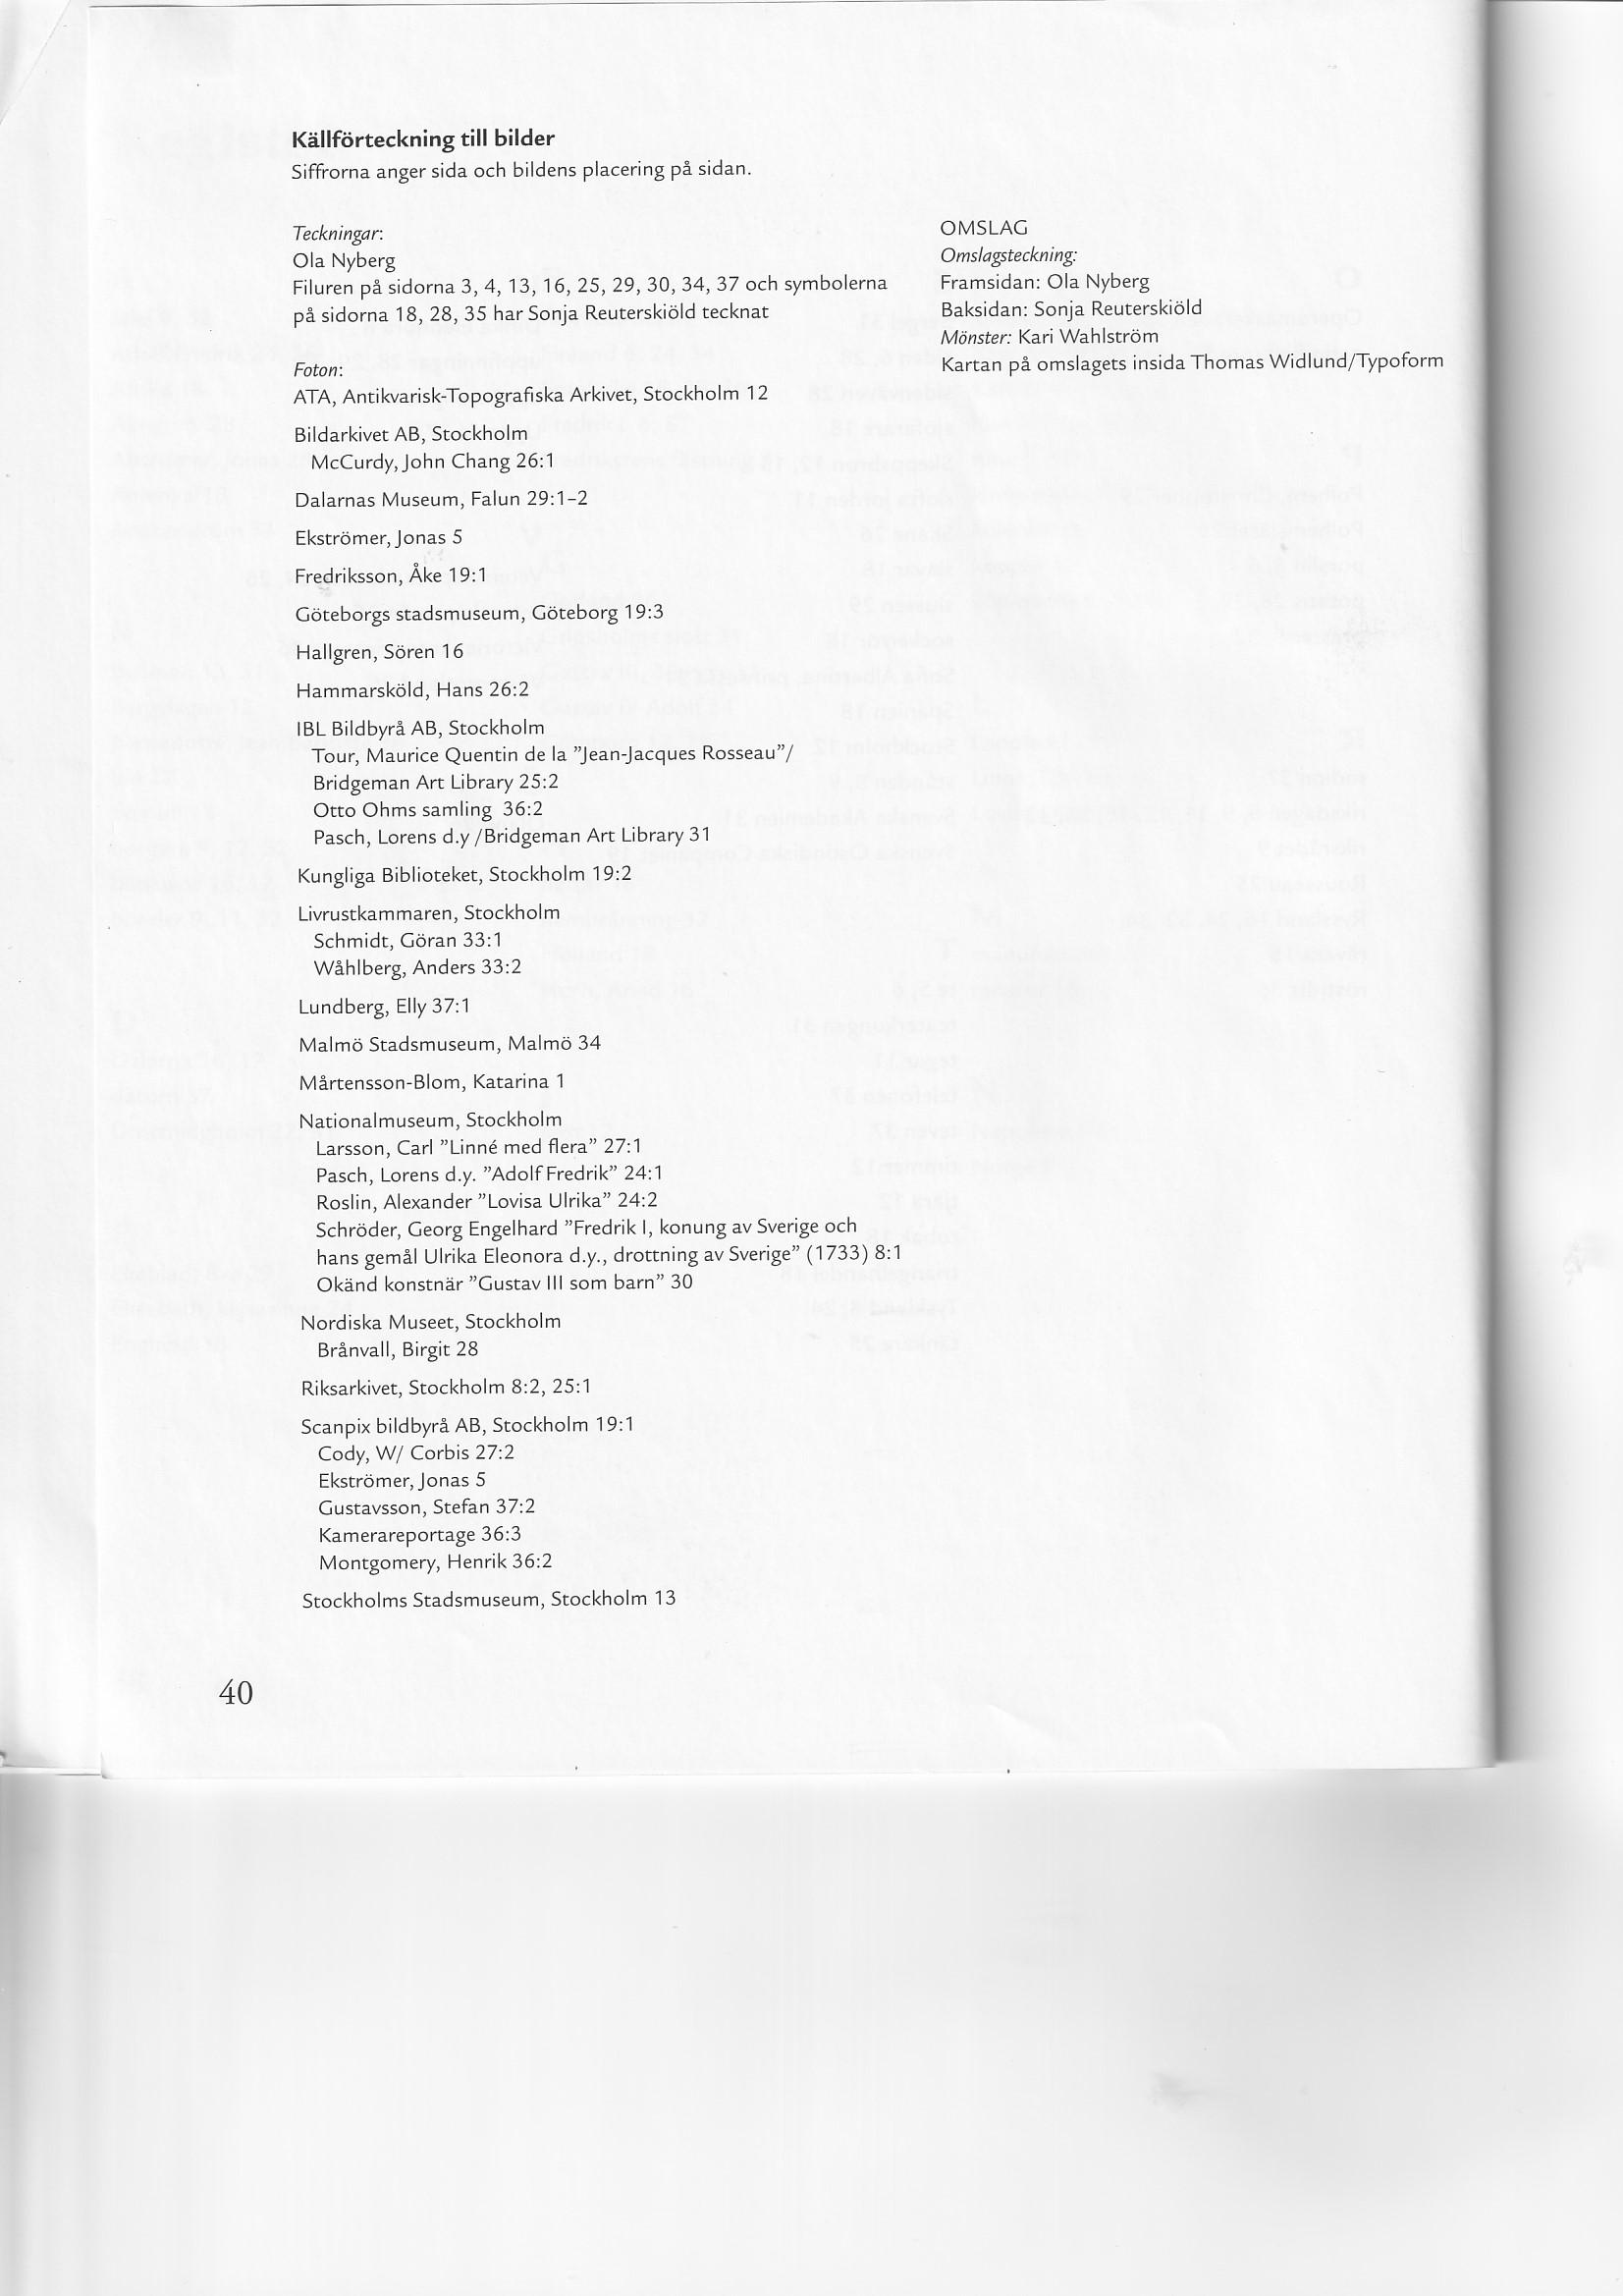 Källförteckning till bilder
Siffrorna anger sida och bildens placering på sidan.
Teckningar:
Ola Nyberg
Filuren på sidorna 3, 4, 13, 16, 25, 29, 30, 34, 37 och symbolerna
på sidorna 18, 28, 35 har Sonja Reuterskiöld tecknat
Foton:
ATA, Antikvarisk-Topografiska Arkivet, Stockholm 12
Bildarkivet AB, Stockholm
McCurdy, John Chang 26:1
Dalarnas Museum, Falun 29:1–2
Ekströmer, Jonas 5
Fredriksson, Åke 19:1
Göteborgs stadsmuseum, Göteborg 19:3
Hallgren, Sören 16
Hammarsköld, Hans 26:2
IBL Bildbyrå AB, Stockholm
Tour, Maurice Quentin de la ”Jean-Jacques Rosseau”/
Bridgeman Art Library 25:2
Otto Ohms samling 36:2
Pasch, Lorens d.y /Bridgeman Art Library 31
Kungliga Biblioteket, Stockholm 19:2
Livrustkammaren, Stockholm
Schmidt, Göran 33:1
Wåhlberg, Anders 33:2
Lundberg, Elly 37:1
Malmö Stadsmuseum, Malmö 34
Mårtensson-Blom, Katarina 1
Nationalmuseum, Stockholm
Larsson, Carl ”Linné med flera” 27:1
Pasch, Lorens d.y. ”Adolf Fredrik” 24:1
Roslin, Alexander ”Lovisa Ulrika” 24:2
Schröder, Georg Engelhard ”Fredrik I, konung av Sverige och
hans gemål Ulrika Eleonora d.y., drottning av Sverige” (1733) 8:1
Okänd konstnär ”Gustav III som barn” 30
Nordiska Museet, Stockholm
Brånvall, Birgit 28
Riksarkivet, Stockholm 8:2, 25:1
Scanpix bildbyrå AB, Stockholm 19:1
Cody, W/ Corbis 27:2
Ekströmer, Jonas 5
Gustavsson, Stefan 37:2
Kamerareportage 36:3
Montgomery, Henrik 36:2
Stockholms Stadsmuseum, Stockholm 13
OMSLAG
Omslagsteckning:
Framsidan: Ola Nyberg
Baksidan: Sonja Reuterskiöld
Mönster: Kari Wahlström
Kartan på omslagets insida Thomas Widlund/Typoform
40